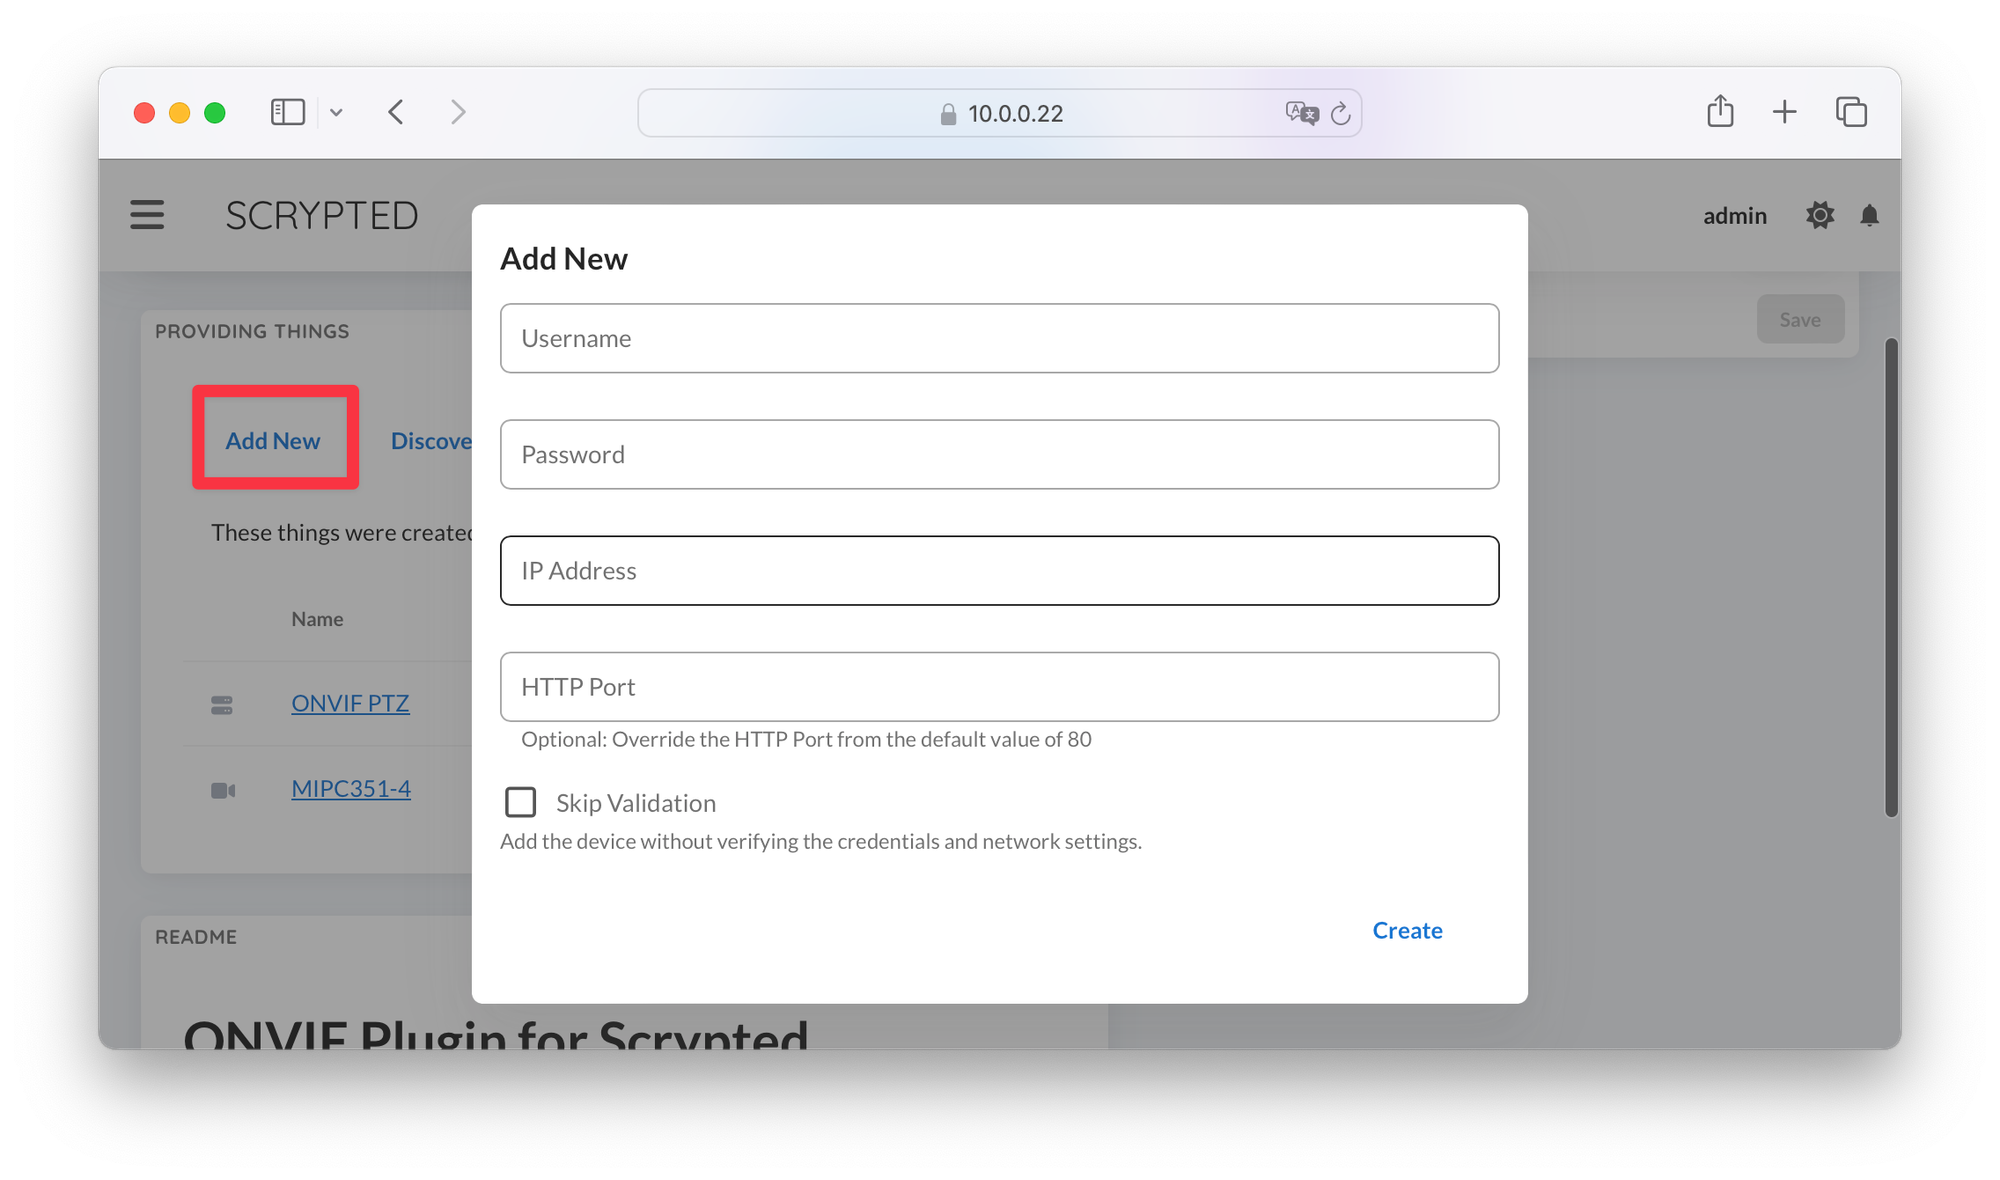 10.0.0.22
SCRYPTED
admin
Add New
Save
PROVIDING THINGS
Username
Add New
Discove
Password
These things were created
IP Address
Name
HTTP Port
ONVIF PTZ
Optional: Override the HTTP Port from the default value of 80
MIPC351-4
Skip Validation
Add the device without verifying the credentials and network settings.
README
Create
ONVIF Plugin for Scrypted